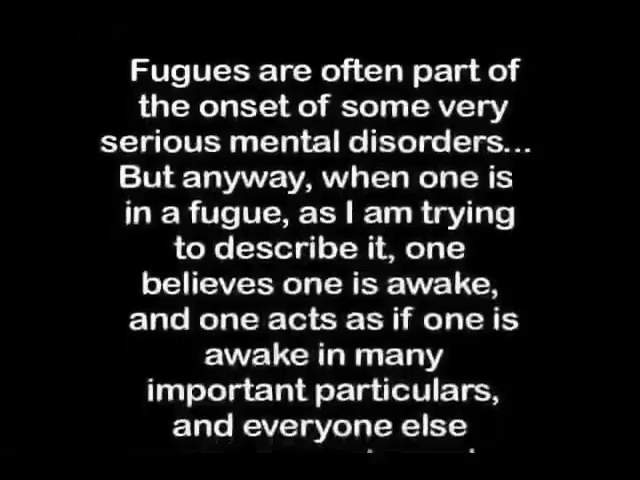 Fugues are often part of
the onset of some very
serious mental disorders...
But anyway, when one is
in a fugue, as I am trying
to describe it, one
believes one is awake,
and one acts as if one is
awake in many
important particulars,
and everyone else